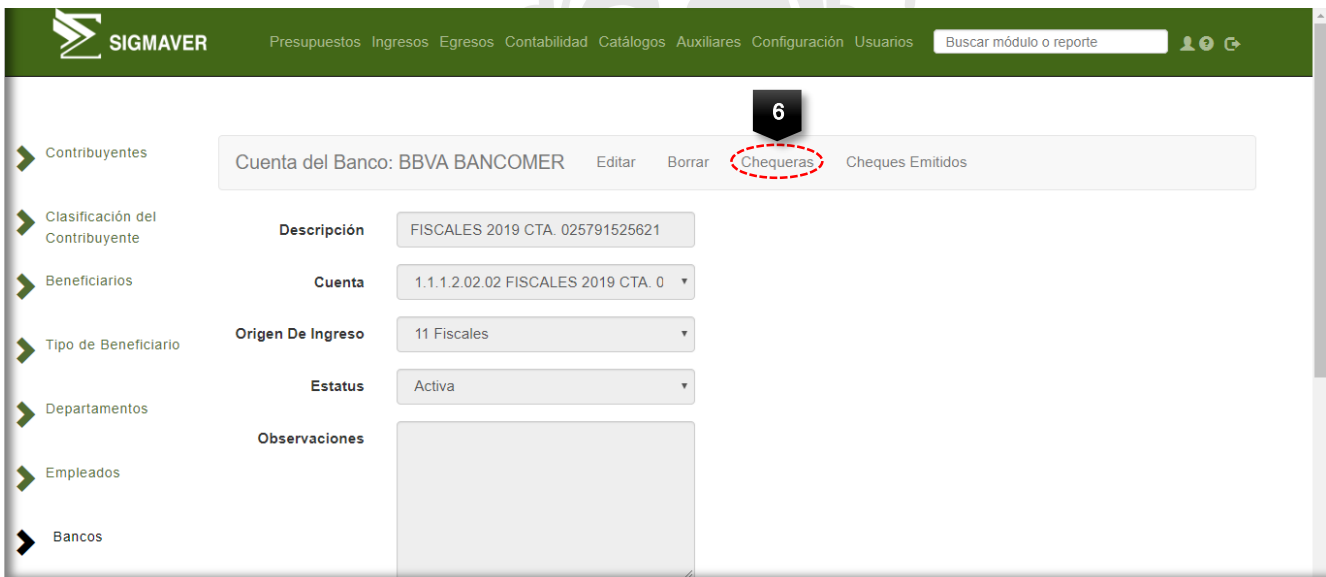 SIGMAVER
Presupuestos Ingresos Egresos Contabilidad Catálogos Auxiliares Configuración Usuarios Buscar módulo o reporte
6
Contribuyentes
Cuenta del Banco: BBVA BANCOMER Editar Borrar Chequeras Cheques Emitidos
Clasificación del
Contribuyente
Descripción FISCALES 2019 CTA. 025791525621
Beneficiarios
Cuenta 1.1.1.2.02.02 FISCALES 2019 CTA. 0
Origen De Ingreso 11 Fiscales
Tipo de Beneficiario
Estatus Activa
Departamentos
Observaciones
Empleados
Bancos